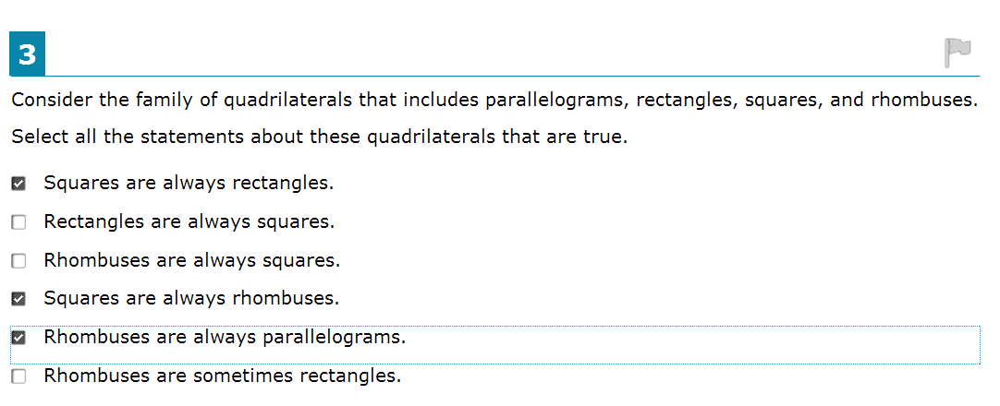 3
Consider the family of quadrilaterals that includes parallelograms, rectangles, squares, and rhombuses.
Select all the statements about these quadrilaterals that are true.
Squares are always rectangles.
Rectangles are always squares.
Rhombuses are always squares.
Squares are always rhombuses.
Rhombuses are always parallelograms.
Rhombuses are sometimes rectangles.